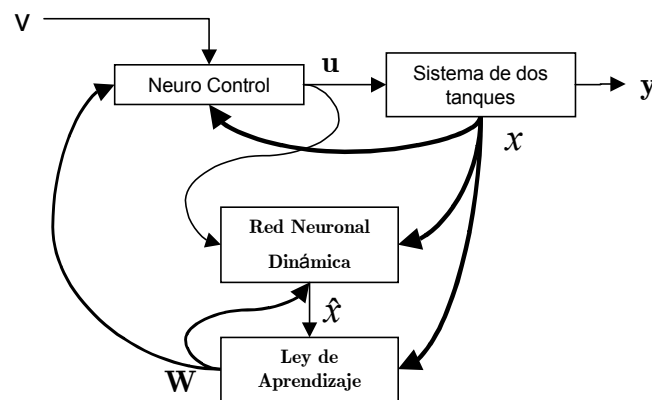 V
Neuro Control
u
Sistema de dos
tanques
y
x
Red Neuronal
Dinámica
x̂
W
Ley de
Aprendizaje